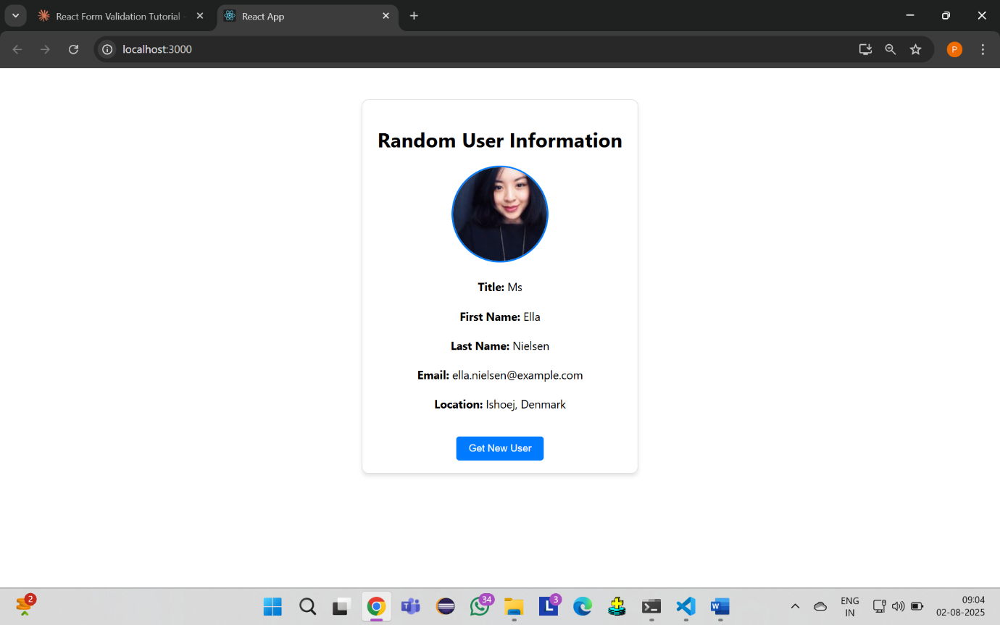 React Form Validation Tutorial -
React App
localhost:3000
P
Random User Information
Title: Ms
First Name: Ella
Last Name: Nielsen
Email: ella.nielsen@example.com
Location: Ishoej, Denmark
Get New User
2
T
34
L
3
W
ENG
IN
09:04
02-08-2025